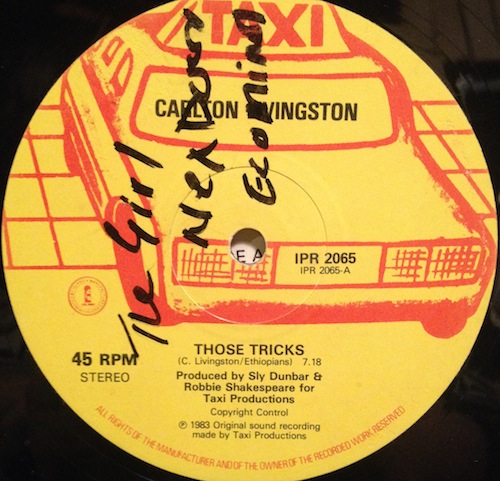 TAXI
CARLTON LIVINGSTON
The Girl
Next Door
SIDE A
IPR 2065
IPR 2065-A
THOSE TRICKS
(C. Livingston/Ethiopians) 7.18
45 RPM
STEREO
Produced by Sly Dunbar &
Robbie Shakespeare for
Taxi Productions
Copyright Control
℗ 1983 Original sound recording
made by Taxi Productions
ALL RIGHTS OF THE MANUFACTURER AND OF THE OWNER OF THE RECORDED WORK RESERVED